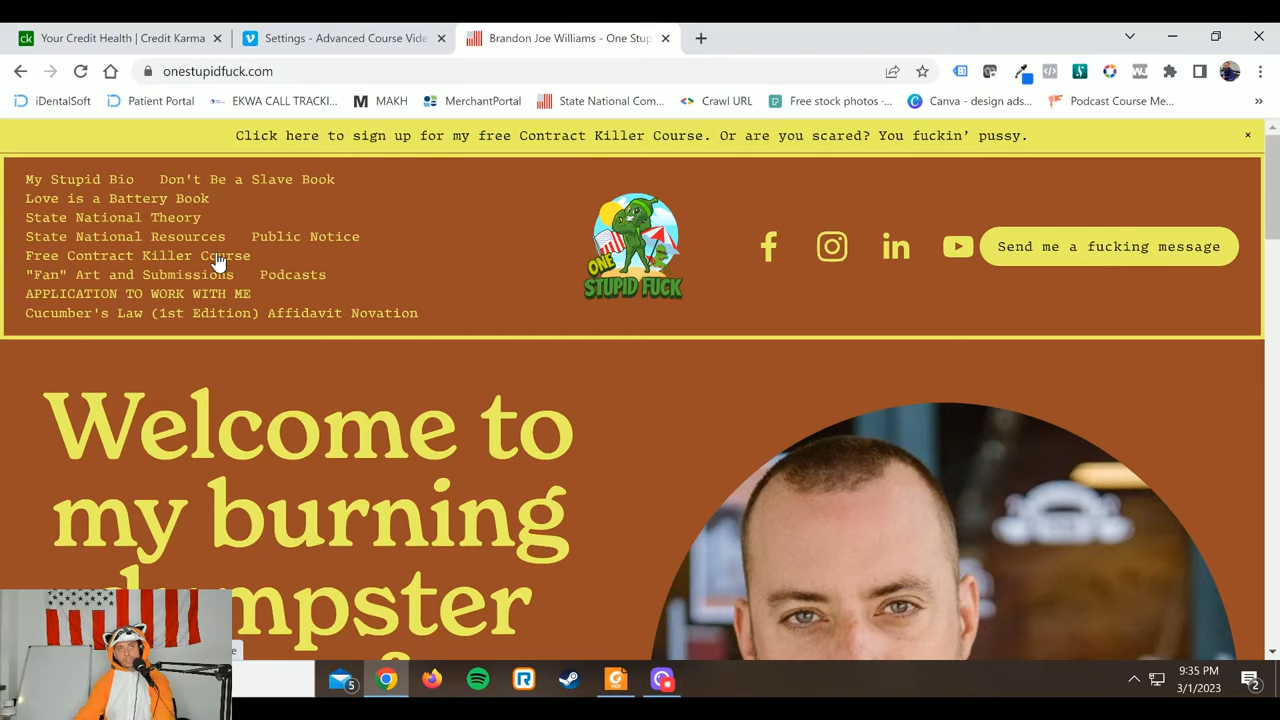 Your Credit Health | Credit Karma
Settings - Advanced Course Vide
Brandon Joe Williams - One Stup
onestupidfuck.com
iDentalSoft
Patient Portal
EKWA CALL TRACKI...
MAKH
MerchantPortal
State National Com...
Crawl URL
Free stock photos ·...
Canva - design ads...
Podcast Course Me...
Click here to sign up for my free Contract Killer Course. Or are you scared? You fuckin’ pussy.
My Stupid Bio Don't Be a Slave Book
Love is a Battery Book
State National Theory
State National Resources Public Notice
Free Contract Killer Course
"Fan" Art and Submissions Podcasts
APPLICATION TO WORK WITH ME
Cucumber's Law (1st Edition) Affidavit Novation
ONE
STUPID FUCK
Send me a fucking message
Welcome to
my burning
dumpster
9:35 PM
3/1/2023